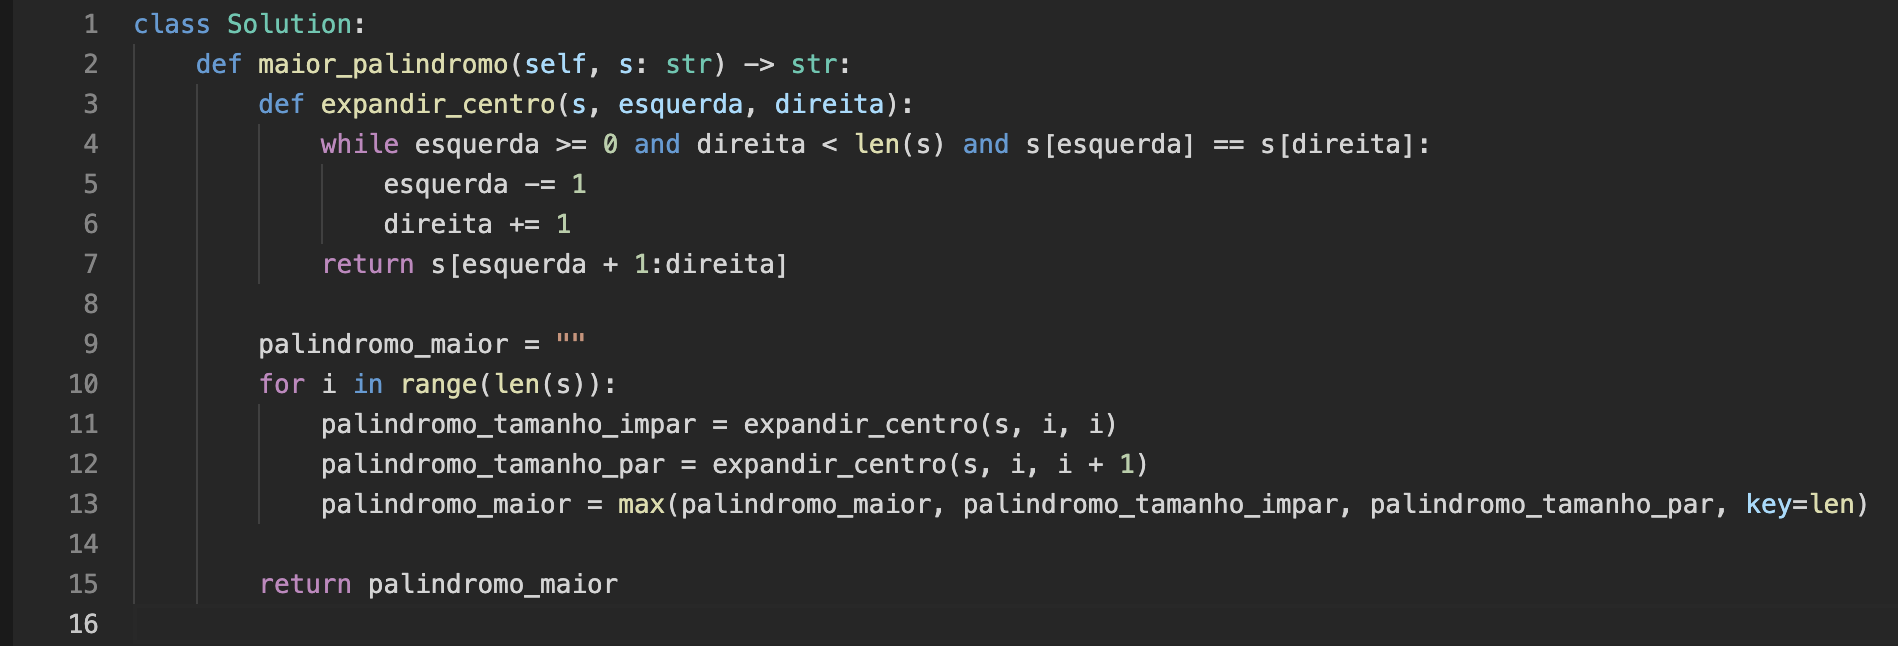 1 class Solution:
2     def maior_palindromo(self, s: str) -> str:
3         def expandir_centro(s, esquerda, direita):
4             while esquerda >= 0 and direita < len(s) and s[esquerda] == s[direita]:
5                 esquerda -= 1
6                 direita += 1
7             return s[esquerda + 1:direita]
8
9         palindromo_maior = ""
10         for i in range(len(s)):
11             palindromo_tamanho_impar = expandir_centro(s, i, i)
12             palindromo_tamanho_par = expandir_centro(s, i, i + 1)
13             palindromo_maior = max(palindromo_maior, palindromo_tamanho_impar, palindromo_tamanho_par, key=len)
14
15         return palindromo_maior
16